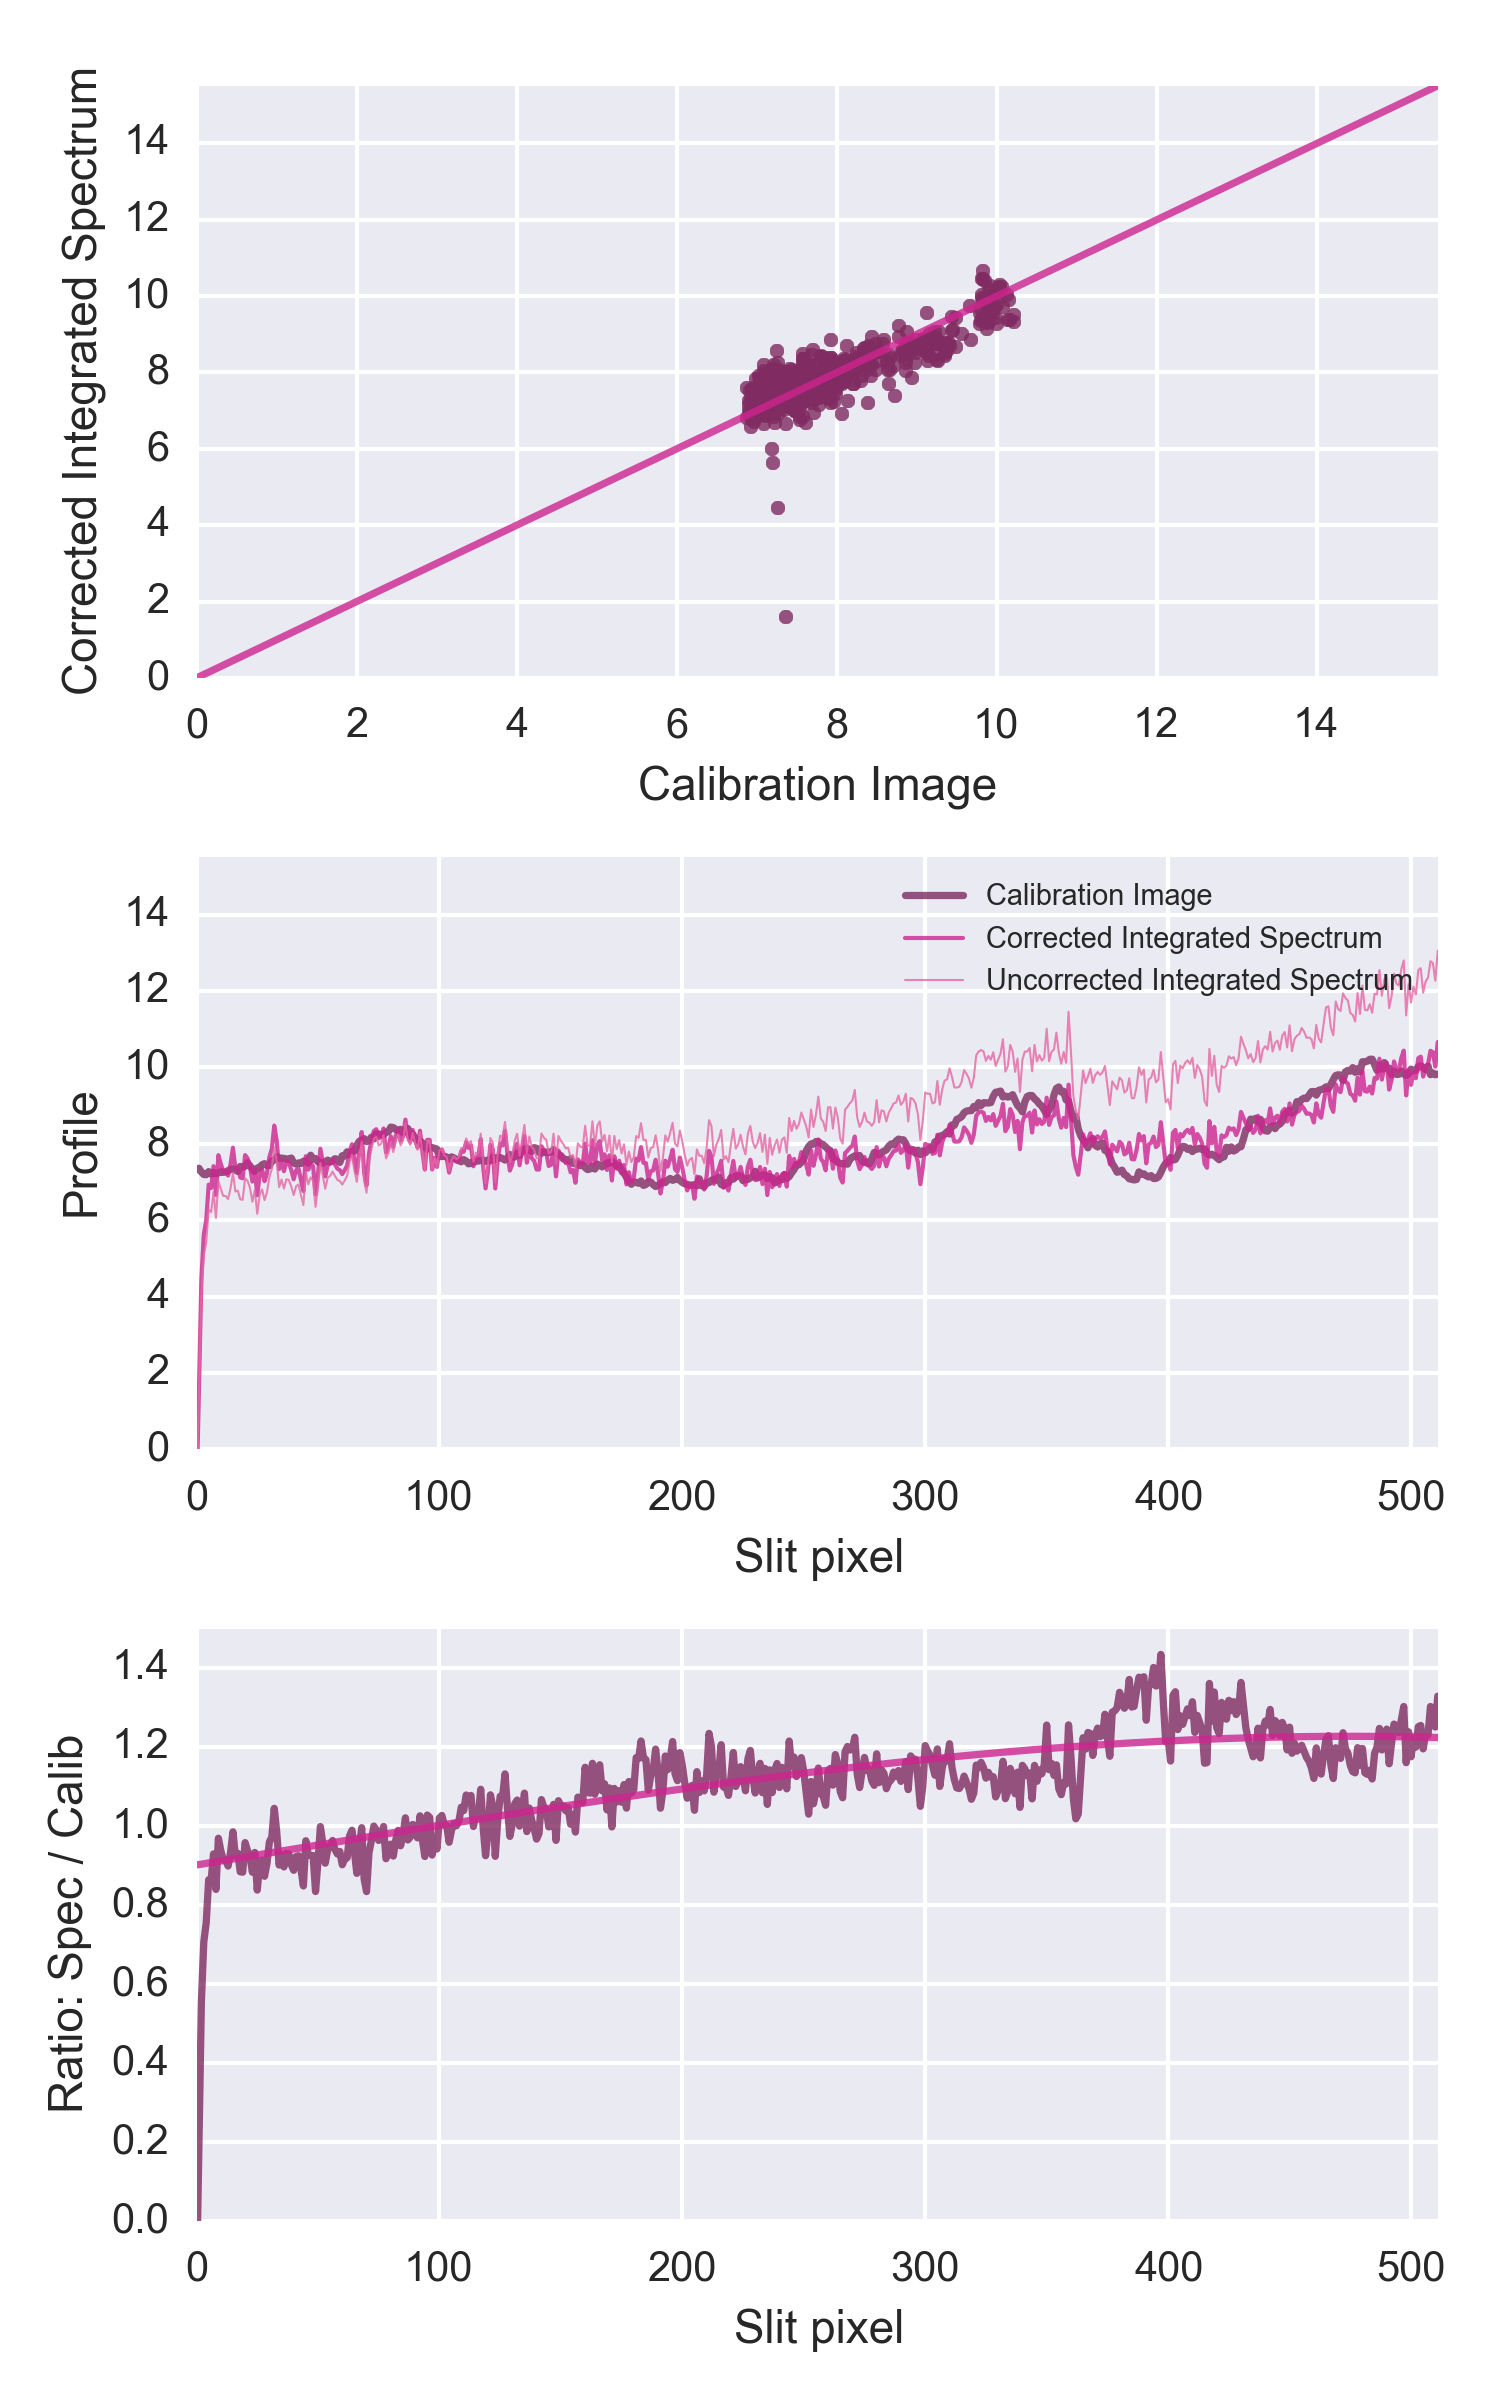 Corrected Integrated Spectrum
14
12
10
8
6
4
2
0
0 2 4 6 8 10 12 14
Calibration Image
Profile
14
12
10
8
6
4
2
0
Calibration Image
Corrected Integrated Spectrum
Uncorrected Integrated Spectrum
0 100 200 300 400 500
Slit pixel
Ratio: Spec / Calib
1.4
1.2
1.0
0.8
0.6
0.4
0.2
0.0
0 100 200 300 400 500
Slit pixel